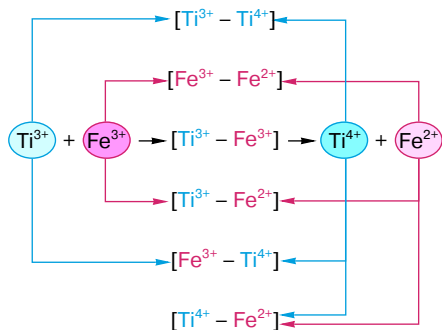 [Ti³⁺ – Ti⁴⁺]
[Fe³⁺ – Fe²⁺]
Ti³⁺ + Fe³⁺ → [Ti³⁺ – Fe³⁺] → Ti⁴⁺ + Fe²⁺
[Ti³⁺ – Fe²⁺]
[Fe³⁺ – Ti⁴⁺]
[Ti⁴⁺ – Fe²⁺]